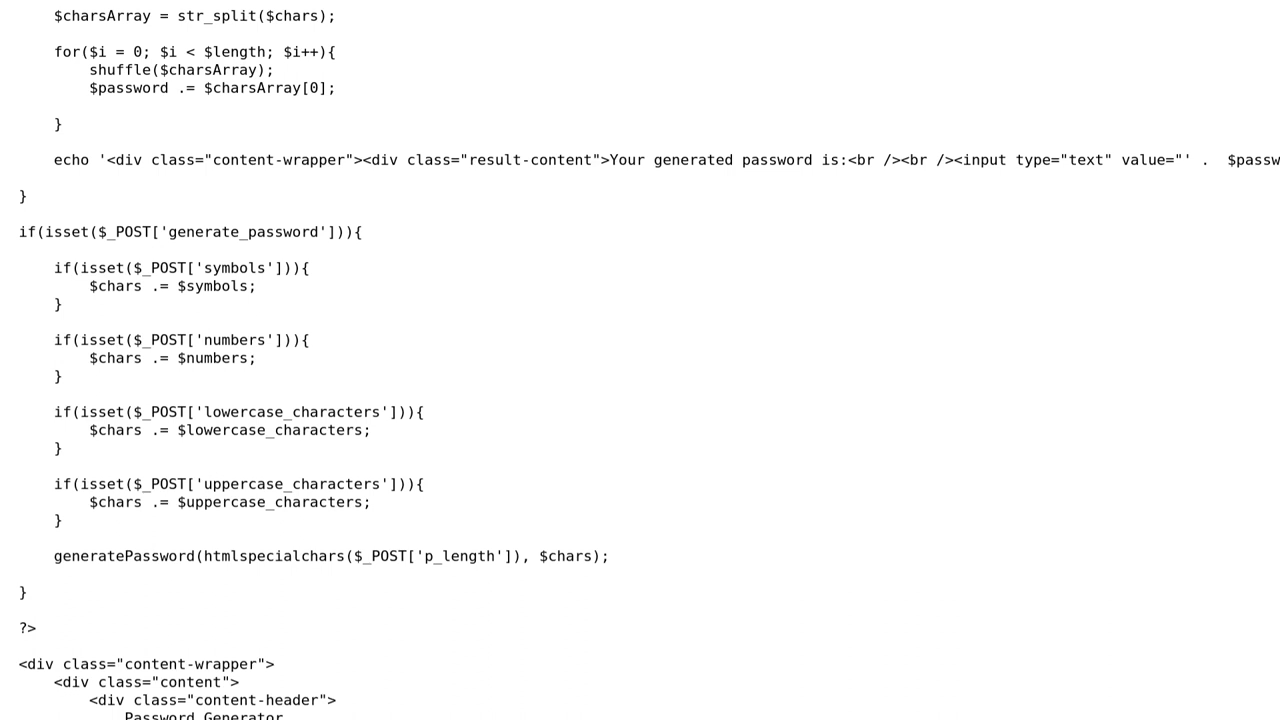 $charsArray = str_split($chars);
for($i = 0; $i < $length; $i++){
shuffle($charsArray);
$password .= $charsArray[0];
}
echo '<div class="content-wrapper"><div class="result-content">Your generated password is:<br /><br /><input type="text" value="' .  $passw
}
if(isset($_POST['generate_password'])){
if(isset($_POST['symbols'])){
$chars .= $symbols;
}
if(isset($_POST['numbers'])){
$chars .= $numbers;
}
if(isset($_POST['lowercase_characters'])){
$chars .= $lowercase_characters;
}
if(isset($_POST['uppercase_characters'])){
$chars .= $uppercase_characters;
}
generatePassword(htmlspecialchars($_POST['p_length']), $chars);
}
?>
<div class="content-wrapper">
<div class="content">
<div class="content-header">
Password Generator